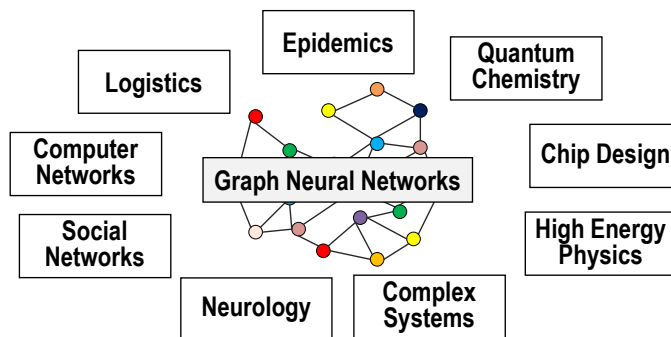 Epidemics
Quantum
Chemistry
Logistics
Computer
Networks
Chip Design
Graph Neural Networks
Social
Networks
High Energy
Physics
Neurology
Complex
Systems